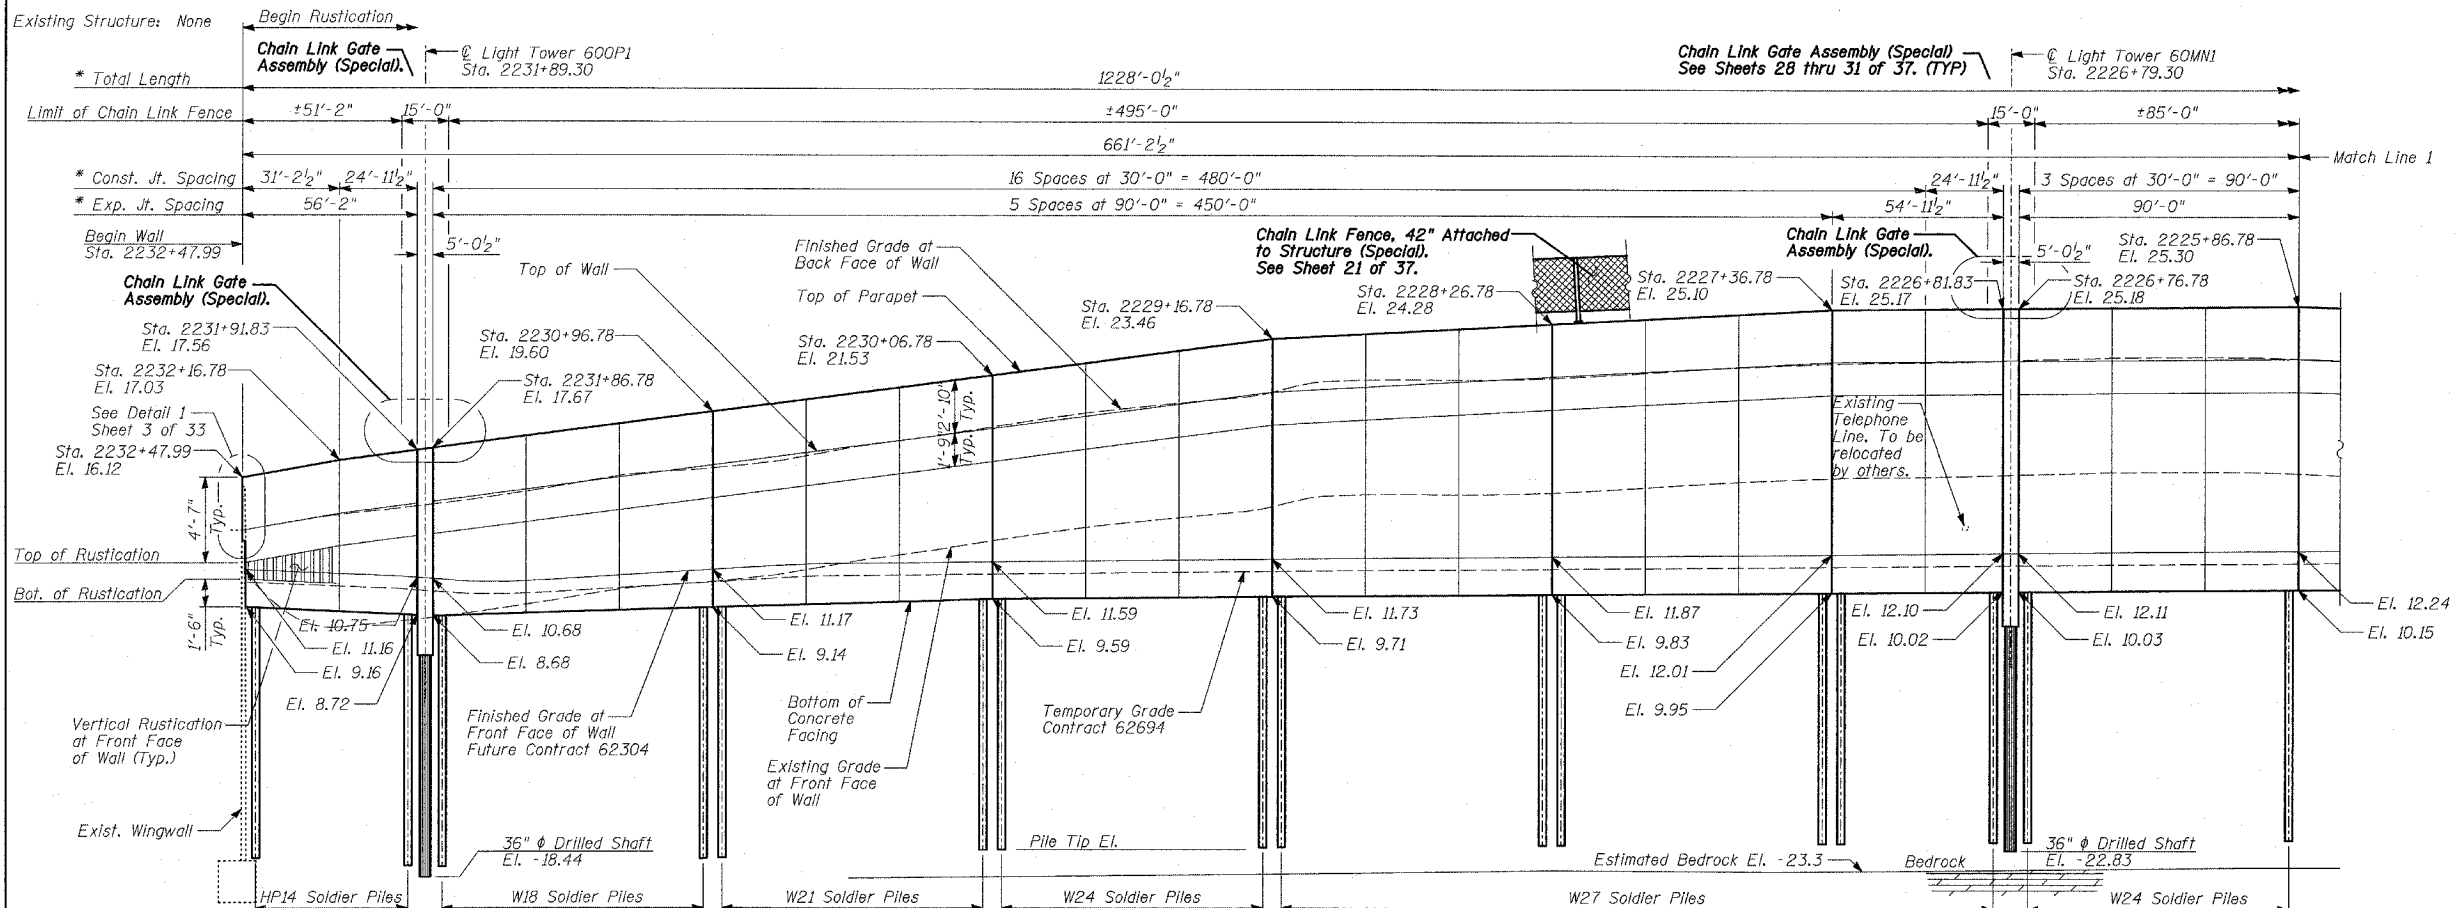 Existing Structure: None
Begin Rustication
Chain Link Gate
Assembly (Special).
℄ Light Tower 600P1
Sta. 2231+89.30
Chain Link Gate Assembly (Special)
See Sheets 28 thru 31 of 37. (TYP)
℄ Light Tower 60MN1
Sta. 2226+79.30
* Total Length
1228'-0½"
Limit of Chain Link Fence
±51'-2"
15'-0"
±495'-0"
15'-0"
±85'-0"
661'-2½"
Match Line 1
* Const. Jt. Spacing
31'-2½"
24'-11½"
16 Spaces at 30'-0" = 480'-0"
24'-11½"
3 Spaces at 30'-0" = 90'-0"
* Exp. Jt. Spacing
56'-2"
5 Spaces at 90'-0" = 450'-0"
54'-11½"
90'-0"
Begin Wall
Sta. 2232+47.99
5'-0½"
Top of Wall
Finished Grade at
Back Face of Wall
Top of Parapet
Chain Link Fence, 42" Attached
to Structure (Special).
See Sheet 21 of 37.
Chain Link Gate
Assembly (Special).
5'-0½"
Sta. 2225+86.78
El. 25.30
Chain Link Gate
Assembly (Special).
Sta. 2231+91.83
El. 17.56
Sta. 2232+16.78
El. 17.03
See Detail 1
Sheet 3 of 33
Sta. 2232+47.99
El. 16.12
Sta. 2230+96.78
El. 19.60
Sta. 2231+86.78
El. 17.67
Sta. 2230+06.78
El. 21.53
Sta. 2229+16.78
El. 23.46
Sta. 2228+26.78
El. 24.28
Sta. 2227+36.78
El. 25.10
Sta. 2226+81.83
El. 25.17
Sta. 2226+76.78
El. 25.18
2'-10"
Typ.
1'-9"
Typ.
4'-7"
Typ.
Existing
Telephone
Line. To be
relocated
by others.
Top of Rustication
Bot. of Rustication
1'-6"
Typ.
El. 10.75
El. 11.16
El. 9.16
El. 8.72
El. 10.68
El. 8.68
El. 11.17
El. 9.14
El. 11.59
El. 9.59
El. 11.73
El. 9.71
El. 11.87
El. 9.83
El. 12.01
El. 9.95
El. 12.10
El. 10.02
El. 12.11
El. 10.03
El. 12.24
El. 10.15
Vertical Rustication
at Front Face
of Wall (Typ.)
Finished Grade at
Front Face of Wall
Future Contract 62304
Bottom of
Concrete
Facing
Existing Grade
at Front Face
of Wall
Temporary Grade
Contract 62694
Exist. Wingwall
36" ϕ Drilled Shaft
El. -18.44
Pile Tip El.
Estimated Bedrock El. -23.3
Bedrock
36" ϕ Drilled Shaft
El. -22.83
HP14 Soldier Piles
W18 Soldier Piles
W21 Soldier Piles
W24 Soldier Piles
W27 Soldier Piles
W24 Soldier Piles